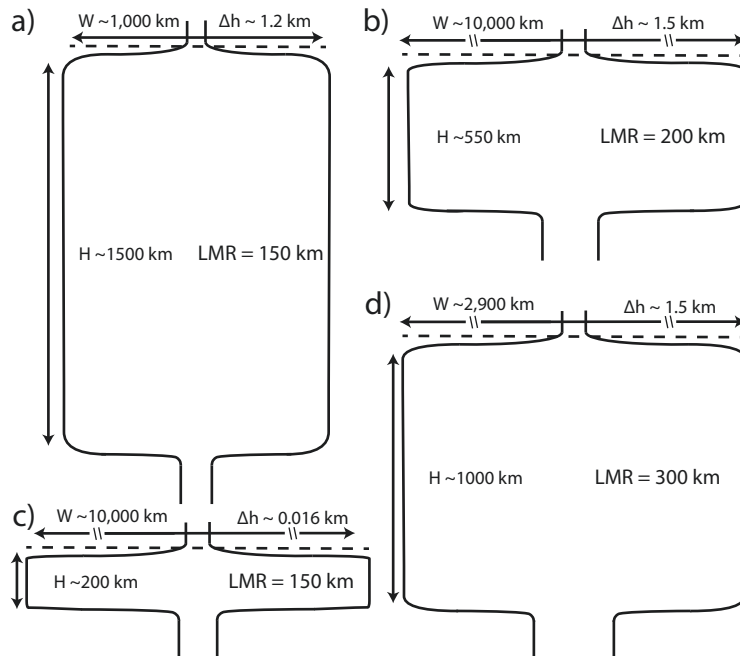 a)
W ~1,000 km
Δh ~ 1.2 km
H ~1500 km
LMR = 150 km
b)
W ~10,000 km
Δh ~ 1.5 km
H ~550 km
LMR = 200 km
c)
W ~10,000 km
Δh ~ 0.016 km
H ~200 km
LMR = 150 km
d)
W ~2,900 km
Δh ~ 1.5 km
H ~1000 km
LMR = 300 km